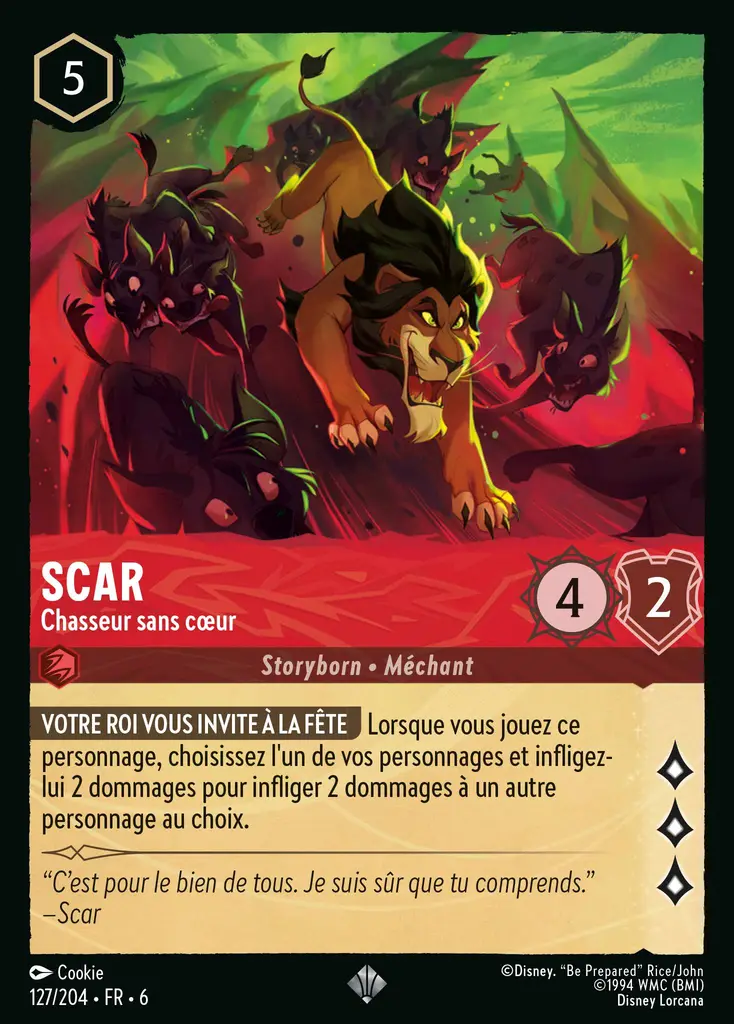 5
SCAR
Chasseur sans cœur
4
2
Storyborn • Méchant
VOTRE ROI VOUS INVITE À LA FÊTE Lorsque vous jouez ce
personnage, choisissez l'un de vos personnages et infligez-
lui 2 dommages pour infliger 2 dommages à un autre
personnage au choix.
“C’est pour le bien de tous. Je suis sûr que tu comprends.”
–Scar
Cookie
127/204 • FR • 6
©Disney. “Be Prepared” Rice/John
©1994 WMC (BMI)
Disney Lorcana